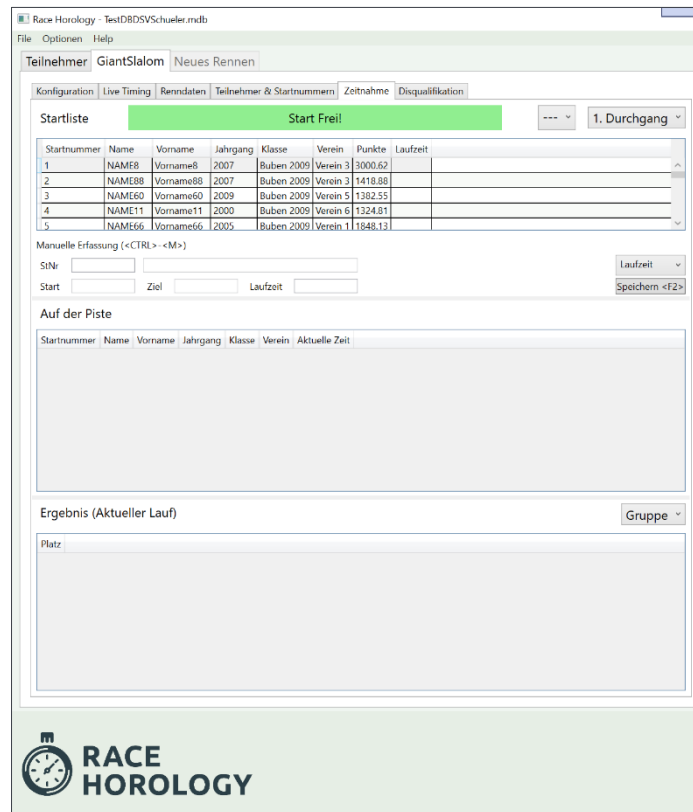 Race Horology - TestDBDSVSchueler.mdb
File Optionen Help
Teilnehmer GiantSlalom Neues Rennen
Konfiguration Live Timing Renndaten Teilnehmer & Startnummern Zeitnahme Disqualifikation
Startliste Start Frei! --- 1. Durchgang
Startnummer Name Vorname Jahrgang Klasse Verein Punkte Laufzeit
1 NAME8 Vorname8 2007 Buben 2009 Verein 3 3000.62
2 NAME88 Vorname88 2007 Buben 2009 Verein 3 1418.88
3 NAME60 Vorname60 2009 Buben 2009 Verein 5 1382.55
4 NAME11 Vorname11 2000 Buben 2009 Verein 6 1324.81
5 NAME66 Vorname66 2005 Buben 2009 Verein 1 1848.13
Manuelle Erfassung (<CTRL>-<M>)
StNr Laufzeit
Start Ziel Laufzeit Speichern <F2>
Auf der Piste
Startnummer Name Vorname Jahrgang Klasse Verein Aktuelle Zeit
Ergebnis (Aktueller Lauf) Gruppe
Platz
RACE
HOROLOGY